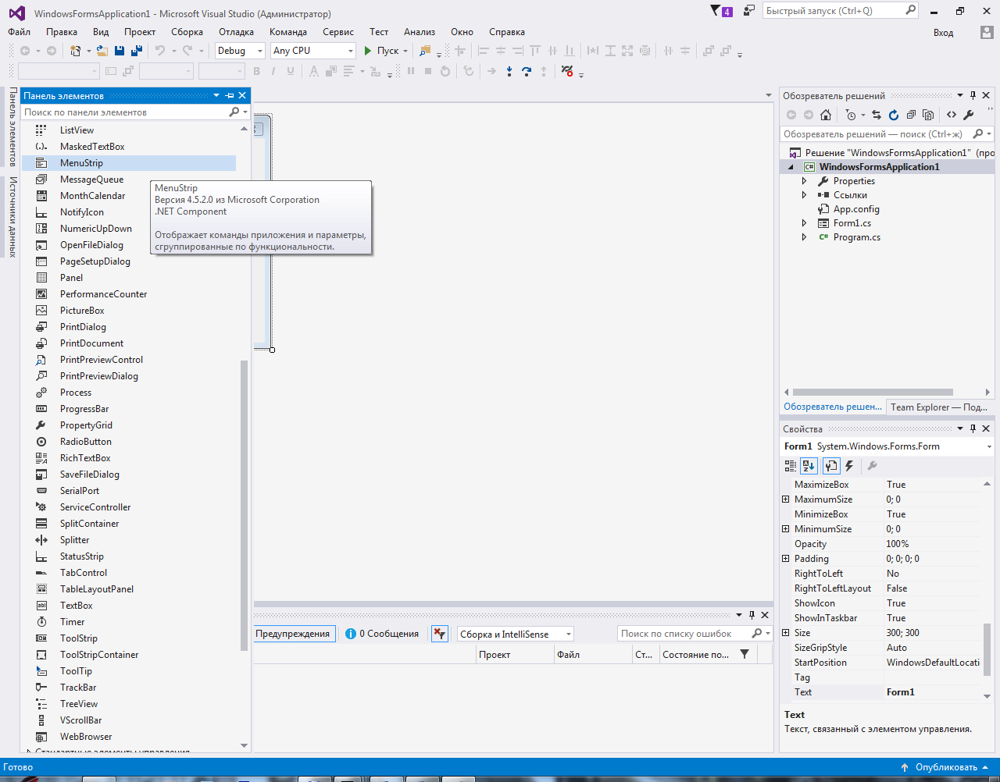 WindowsFormsApplication1 - Microsoft Visual Studio (Администратор)
4
Быстрый запуск (Ctrl+Q)
Файл Правка Вид Проект Сборка Отладка Команда Сервис Тест Анализ Окно Справка
Вход
Debug Any CPU Пуск
Панель элементов
Источники данных
Панель элементов
Поиск по панели элементов
ListView
MaskedTextBox
MenuStrip
MessageQueue
MonthCalendar
NotifyIcon
NumericUpDown
OpenFileDialog
PageSetupDialog
Panel
PerformanceCounter
PictureBox
PrintDialog
PrintDocument
PrintPreviewControl
PrintPreviewDialog
Process
ProgressBar
PropertyGrid
RadioButton
RichTextBox
SaveFileDialog
SerialPort
ServiceController
SplitContainer
Splitter
StatusStrip
TabControl
TableLayoutPanel
TextBox
Timer
ToolStrip
ToolStripContainer
ToolTip
TrackBar
TreeView
VScrollBar
WebBrowser
Стандартные элементы управления
MenuStrip
Версия 4.5.2.0 из Microsoft Corporation
.NET Component
Отображает команды приложения и параметры,
сгруппированные по функциональности.
Предупреждения
0 Сообщения
Сборка и IntelliSense
Поиск по списку ошибок
Проект Файл Ст... Состояние по...
Обозреватель решений
Обозреватель решений — поиск (Ctrl+ж)
Решение "WindowsFormsApplication1" (про
WindowsFormsApplication1
Properties
Ссылки
App.config
Form1.cs
Program.cs
Обозреватель решен... Team Explorer — Под...
Свойства
Form1 System.Windows.Forms.Form
MaximizeBox True
MaximumSize 0; 0
MinimizeBox True
MinimumSize 0; 0
Opacity 100%
Padding 0; 0; 0; 0
RightToLeft No
RightToLeftLayout False
ShowIcon True
ShowInTaskbar True
Size 300; 300
SizeGripStyle Auto
StartPosition WindowsDefaultLocati
Tag
Text Form1
Text
Текст, связанный с элементом управления.
Готово
Опубликовать